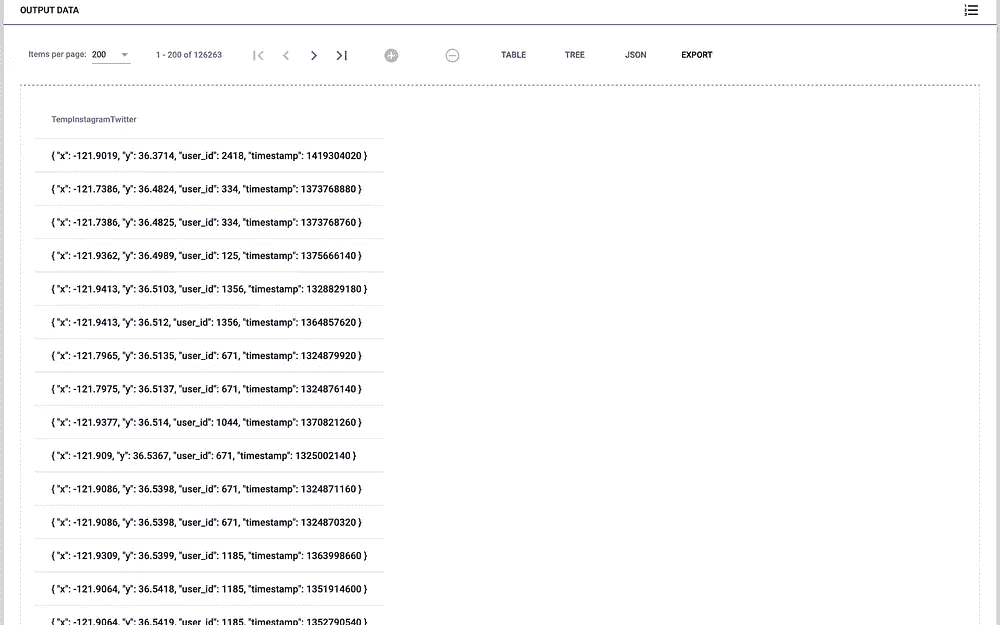 OUTPUT DATA
Items per page: 200 1 - 200 of 126263 TABLE TREE JSON EXPORT
TempInstagramTwitter
{ "x": -121.9019, "y": 36.3714, "user_id": 2418, "timestamp": 1419304020 }
{ "x": -121.7386, "y": 36.4824, "user_id": 334, "timestamp": 1373768880 }
{ "x": -121.7386, "y": 36.4825, "user_id": 334, "timestamp": 1373768760 }
{ "x": -121.9362, "y": 36.4989, "user_id": 125, "timestamp": 1375666140 }
{ "x": -121.9413, "y": 36.5103, "user_id": 1356, "timestamp": 1328829180 }
{ "x": -121.9413, "y": 36.512, "user_id": 1356, "timestamp": 1364857620 }
{ "x": -121.7965, "y": 36.5135, "user_id": 671, "timestamp": 1324879920 }
{ "x": -121.7975, "y": 36.5137, "user_id": 671, "timestamp": 1324876140 }
{ "x": -121.9377, "y": 36.514, "user_id": 1044, "timestamp": 1370821260 }
{ "x": -121.909, "y": 36.5367, "user_id": 671, "timestamp": 1325002140 }
{ "x": -121.9086, "y": 36.5398, "user_id": 671, "timestamp": 1324871160 }
{ "x": -121.9086, "y": 36.5398, "user_id": 671, "timestamp": 1324870320 }
{ "x": -121.9309, "y": 36.5399, "user_id": 1185, "timestamp": 1363998660 }
{ "x": -121.9064, "y": 36.5418, "user_id": 1185, "timestamp": 1351914600 }
{ "x": -121.9064, "y": 36.5419, "user_id": 1185, "timestamp": 1352790540 }